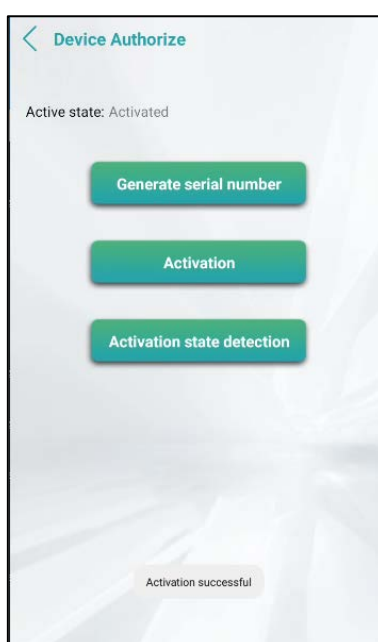 Device Authorize
Active state: Activated
Generate serial number
Activation
Activation state detection
Activation successful